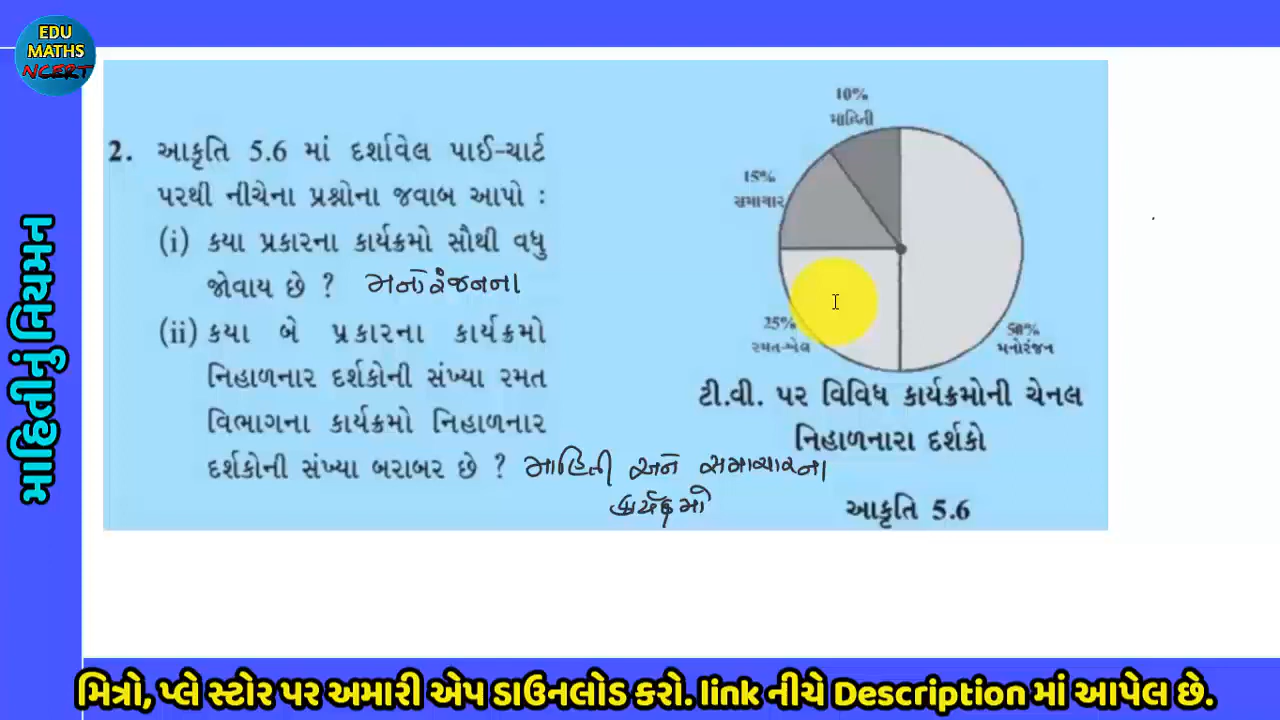 EDU
MATHS
NCERT
માહિતીનું નિયમન
2. આકૃતિ 5.6 માં દર્શાવેલ પાઈ-ચાર્ટ
પરથી નીચેના પ્રશ્નોના જવાબ આપો :
(i) કયા પ્રકારના કાર્યક્રમો સૌથી વધુ
જોવાય છે ? મનોરંજનના
(ii) કયા બે પ્રકારના કાર્યક્રમો
નિહાળનાર દર્શકોની સંખ્યા રમત
વિભાગના કાર્યક્રમો નિહાળનાર
દર્શકોની સંખ્યા બરાબર છે ? માહિતી અને સમાચારના
કાર્યક્રમો
10%
માહિતી
15%
સમાચાર
25%
રમત-ખેલ
50%
મનોરંજન
ટી.વી. પર વિવિધ કાર્યક્રમોની ચેનલ
નિહાળનારા દર્શકો
આકૃતિ 5.6
મિત્રો, પ્લે સ્ટોર પર અમારી એપ ડાઉનલોડ કરો. link નીચે Description માં આપેલ છે.